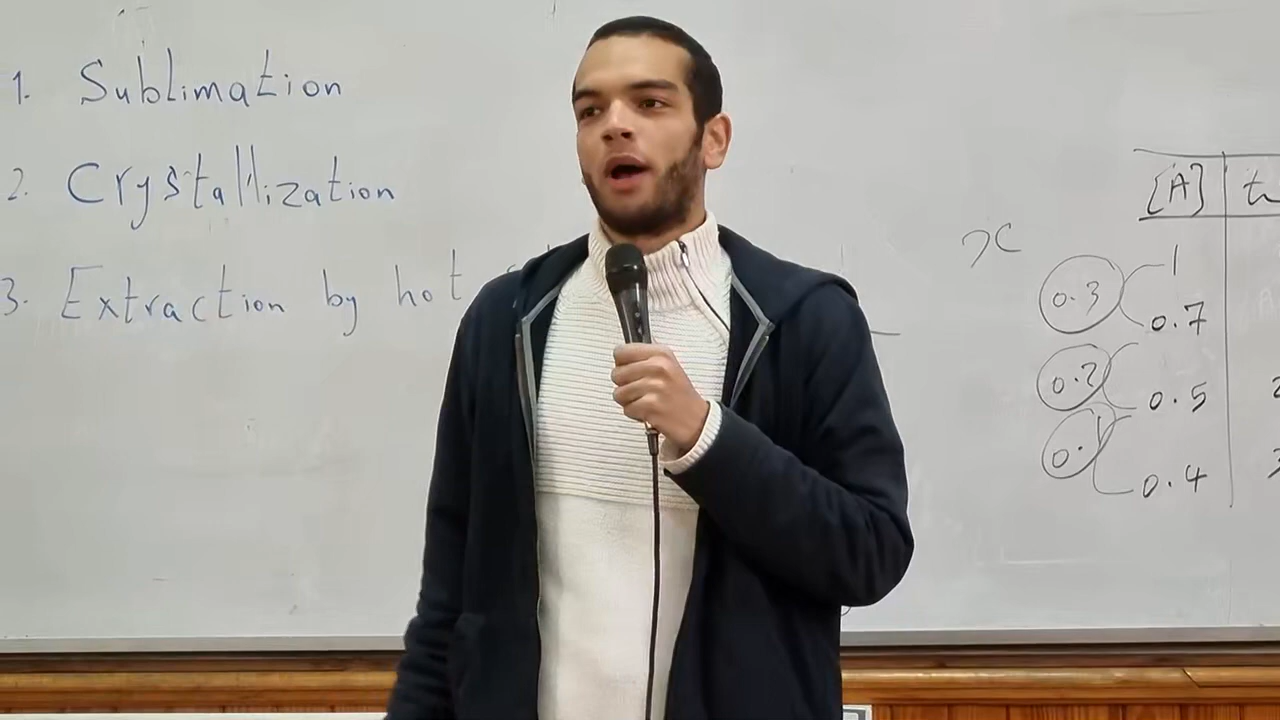 1. Sublimation
2. Crystallization
3. Extraction by hot
[A]
x
1
0.3
0.7
0.2
0.5
0.1
0.4